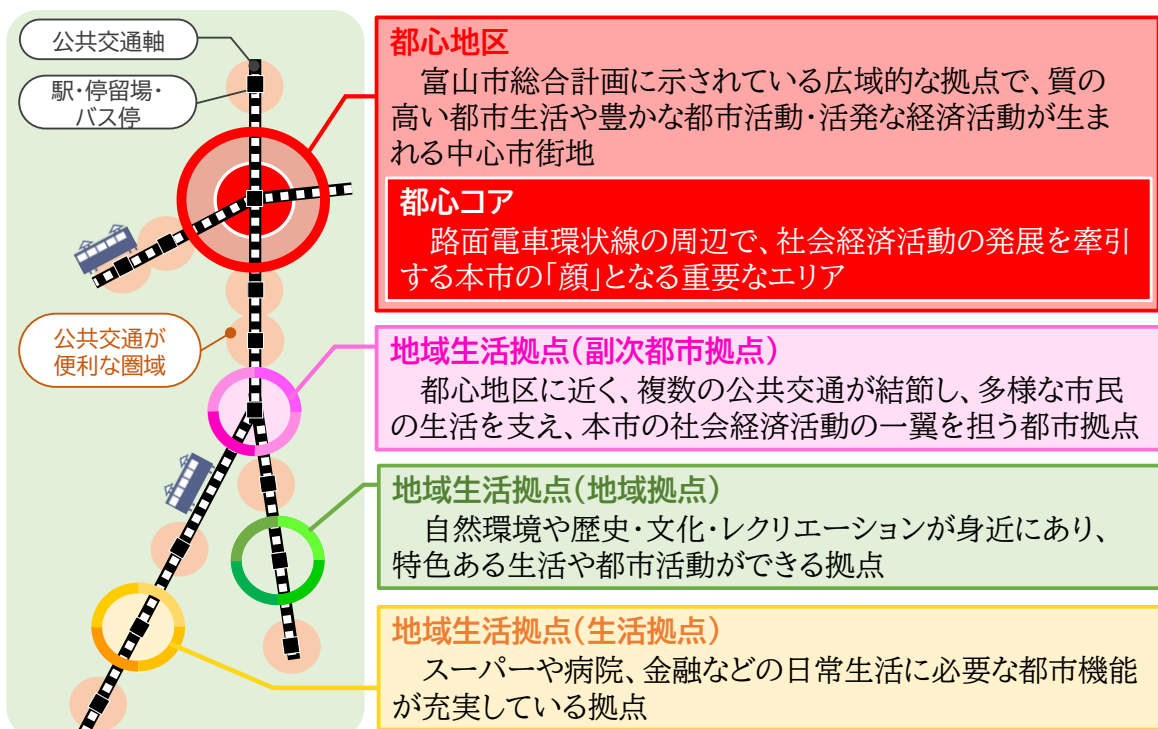 公共交通軸
駅・停留場・
バス停
公共交通が
便利な圏域
都心地区
富山市総合計画に示されている広域的な拠点で、質の
高い都市生活や豊かな都市活動・活発な経済活動が生ま
れる中心市街地
都心コア
路面電車環状線の周辺で、社会経済活動の発展を牽引
する本市の「顔」となる重要なエリア
地域生活拠点(副次都市拠点)
都心地区に近く、複数の公共交通が結節し、多様な市民
の生活を支え、本市の社会経済活動の一翼を担う都市拠点
地域生活拠点(地域拠点)
自然環境や歴史・文化・レクリエーションが身近にあり、
特色ある生活や都市活動ができる拠点
地域生活拠点(生活拠点)
スーパーや病院、金融などの日常生活に必要な都市機能
が充実している拠点